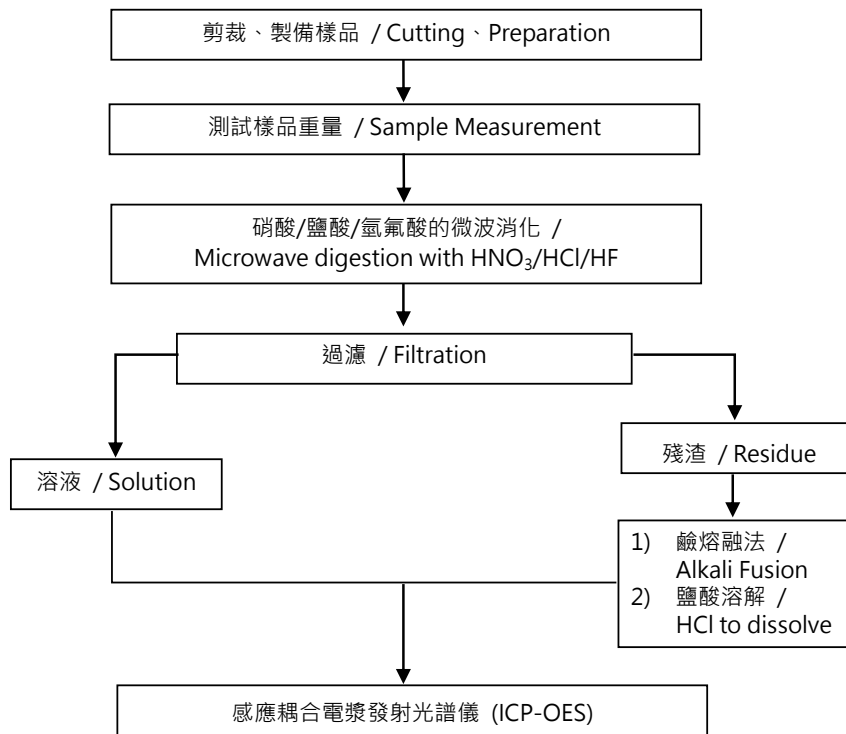 剪裁、製備樣品 / Cutting、Preparation
測試樣品重量 / Sample Measurement
硝酸/鹽酸/氫氟酸的微波消化 /
Microwave digestion with HNO₃/HCl/HF
過濾 / Filtration
溶液 / Solution
殘渣 / Residue
1) 鹼熔融法 /
Alkali Fusion
2) 鹽酸溶解 /
HCl to dissolve
感應耦合電漿發射光譜儀 (ICP-OES)